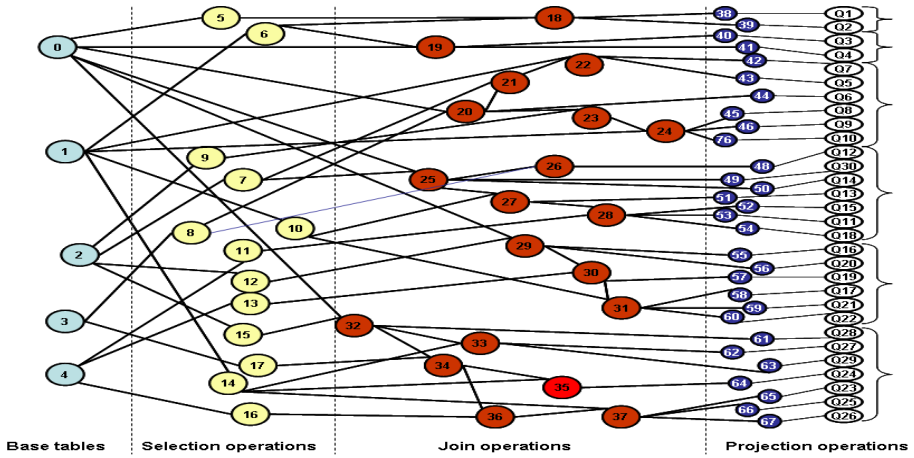 5 18 38 Q1
6 39 Q2
0 19 40 Q3
41 Q4
22 42 Q7
21 43 Q5
20 44 Q6
23 45 Q8
1 24 46 Q9
76 Q10
9 26 48 Q12
7 25 49 Q30
50 Q14
27 51 Q13
28 52 Q15
8 10 53 Q11
54 Q18
2 11 29 55 Q16
12 30 56 Q20
57 Q19
13 31 58 Q17
3 59 Q21
15 32 60 Q22
33 61 Q28
17 34 62 Q27
63 Q29
4 14 35 64 Q24
65 Q23
16 36 37 66 Q25
67 Q26
Base tables Selection operations Join operations Projection operations